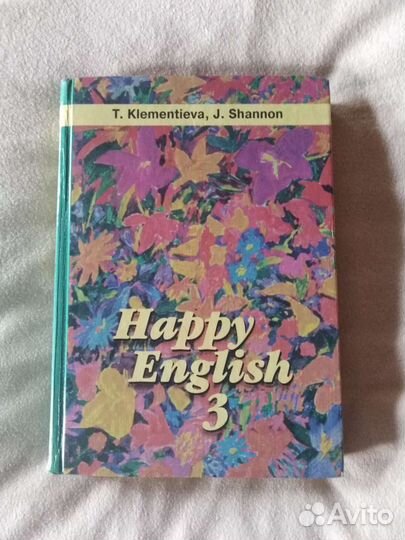 T. Klementieva, J. Shannon
Happy
English
3
Avito